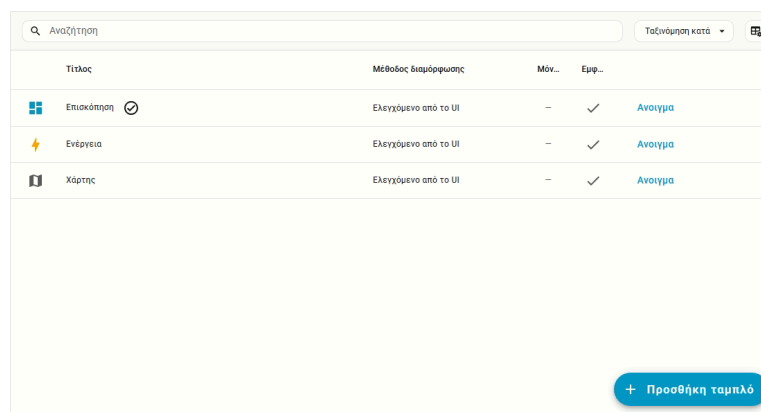 Αναζήτηση
Ταξινόμηση κατά
Τίτλος Μέθοδος διαμόρφωσης Μόν... Εμφ...
Επισκόπηση Ελεγχόμενο από το UI – Ανοιγμα
Ενέργεια Ελεγχόμενο από το UI – Ανοιγμα
Χάρτης Ελεγχόμενο από το UI – Ανοιγμα
+ Προσθήκη ταμπλό